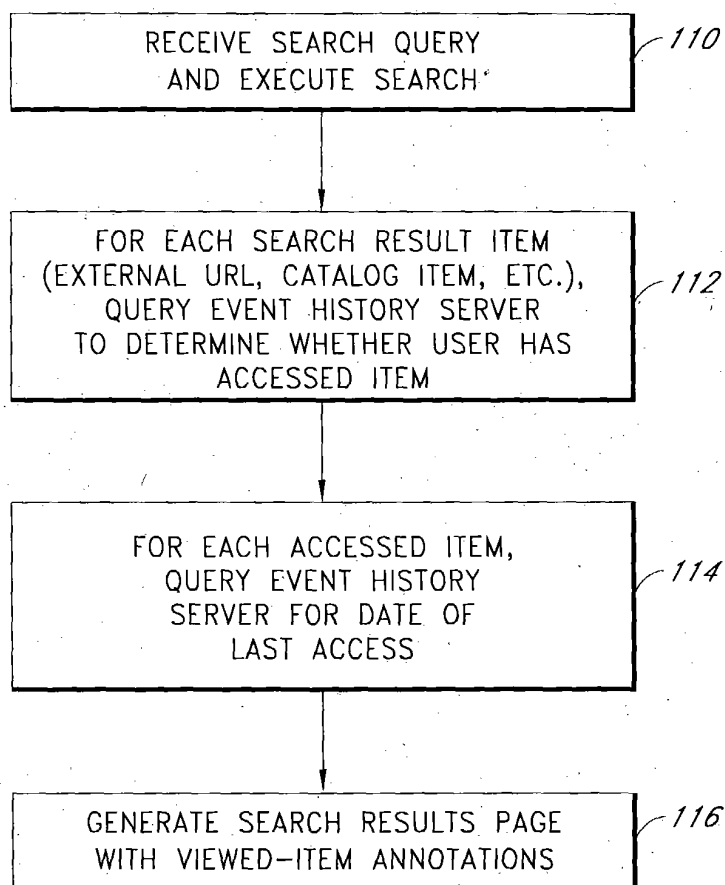 RECEIVE SEARCH QUERY
AND EXECUTE SEARCH
110
FOR EACH SEARCH RESULT ITEM
(EXTERNAL URL, CATALOG ITEM, ETC.),
QUERY EVENT HISTORY SERVER
TO DETERMINE WHETHER USER HAS
ACCESSED ITEM
112
FOR EACH ACCESSED ITEM,
QUERY EVENT HISTORY
SERVER FOR DATE OF
LAST ACCESS
114
GENERATE SEARCH RESULTS PAGE
WITH VIEWED-ITEM ANNOTATIONS
116